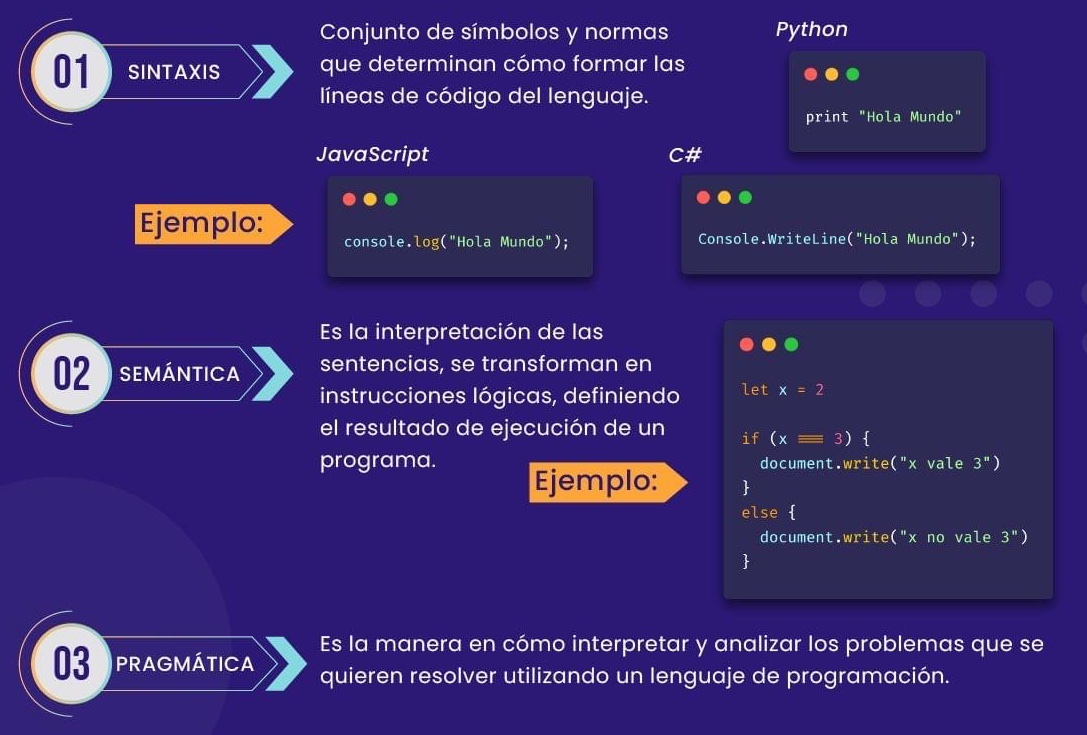 01
SINTAXIS
Conjunto de símbolos y normas
que determinan cómo formar las
líneas de código del lenguaje.
Python
print "Hola Mundo"
Ejemplo:
JavaScript
console.log("Hola Mundo");
C#
Console.WriteLine("Hola Mundo");
02
SEMÁNTICA
Es la interpretación de las
sentencias, se transforman en
instrucciones lógicas, definiendo
el resultado de ejecución de un
programa.
Ejemplo:
let x = 2
if (x === 3) {
document.write("x vale 3")
}
else {
document.write("x no vale 3")
}
03
PRAGMÁTICA
Es la manera en cómo interpretar y analizar los problemas que se
quieren resolver utilizando un lenguaje de programación.